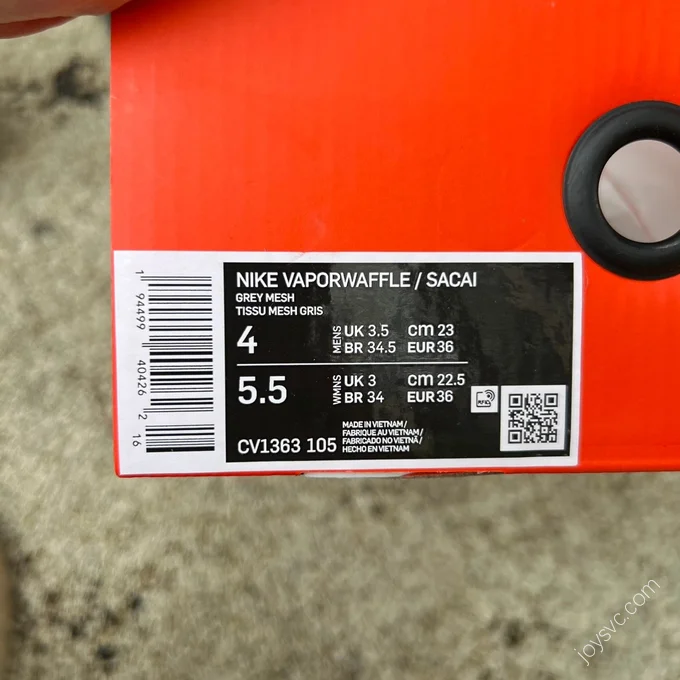 NIKE VAPORWAFFLE / SACAI
GREY MESH
TISSU MESH GRIS
4 MENS UK 3.5 cm 23
BR 34.5 EUR 36
5.5 WMNS UK 3 cm 22.5
BR 34 EUR 36
RFID
CV1363 105
MADE IN VIETNAM /
FABRIQUE AU VIETNAM /
FABRICADO NO VIETNÃ /
HECHO EN VIETNAM
1 94499 40426 2
16
joysvc.com